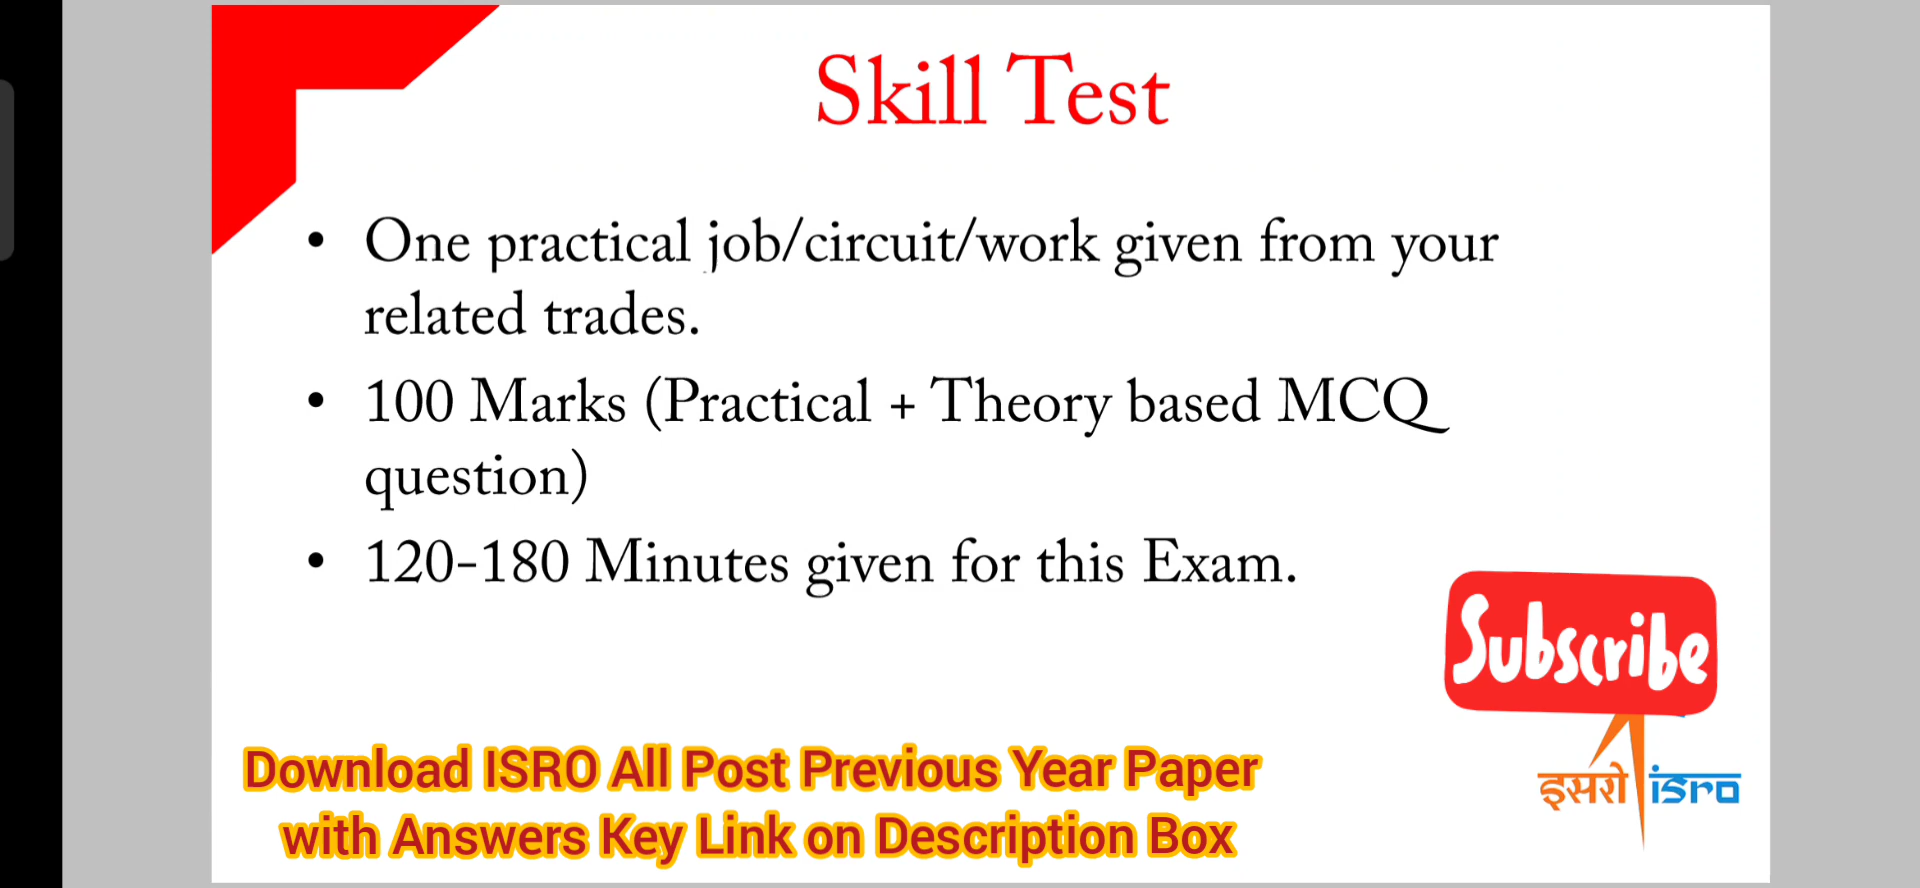 Skill Test
• One practical job/circuit/work given from your
related trades.
• 100 Marks (Practical + Theory based MCQ
question)
• 120-180 Minutes given for this Exam.
Subscribe
इसरो isro
Download ISRO All Post Previous Year Paper
with Answers Key Link on Description Box